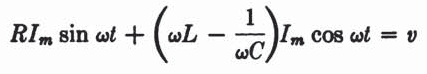 RI_m sin ωt + (ωL − 1/ωC) I_m cos ωt = v